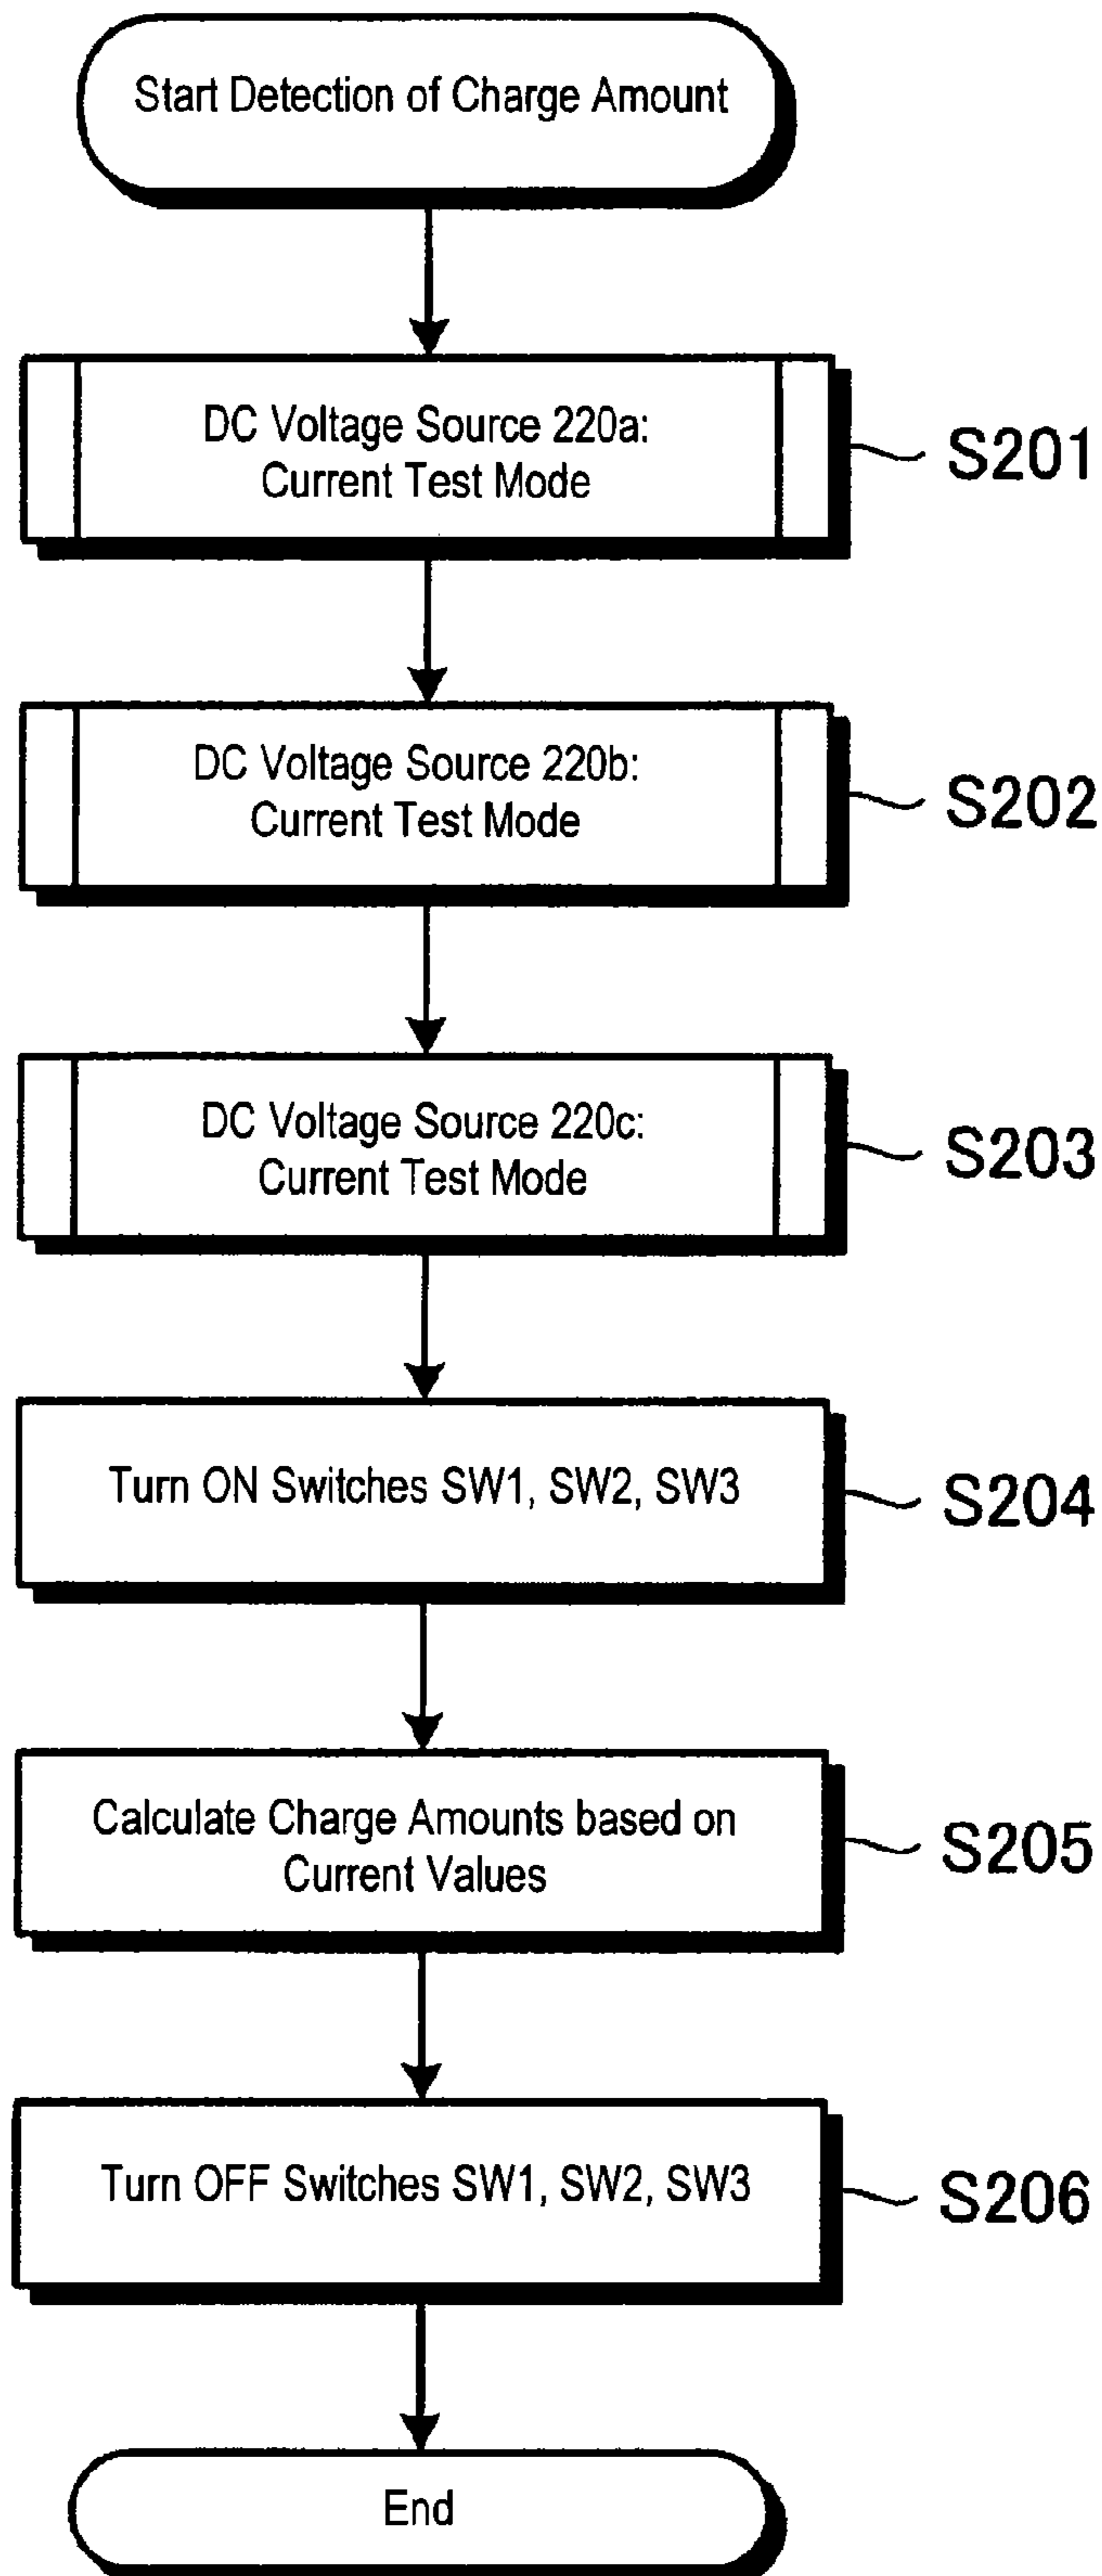 Start Detection of Charge Amount
DC Voltage Source 220a:
Current Test Mode
S201
DC Voltage Source 220b:
Current Test Mode
S202
DC Voltage Source 220c:
Current Test Mode
S203
Turn ON Switches SW1, SW2, SW3
S204
Calculate Charge Amounts based on
Current Values
S205
Turn OFF Switches SW1, SW2, SW3
S206
End